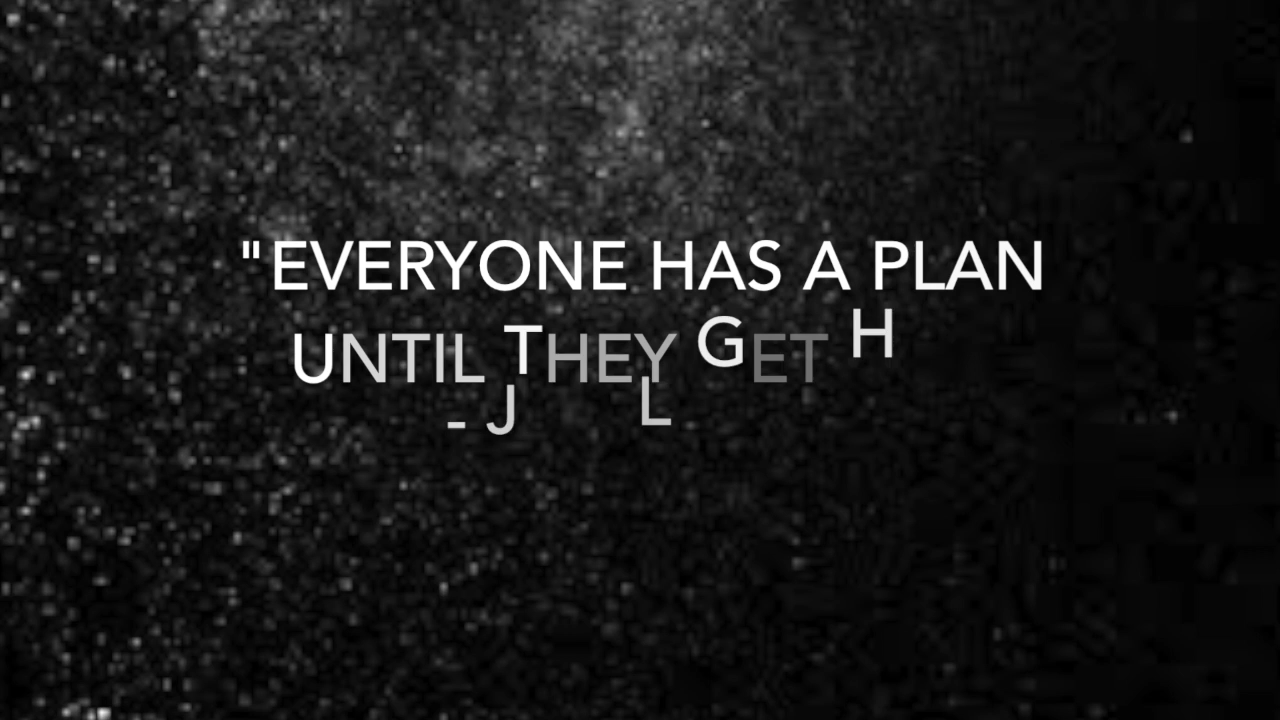 "EVERYONE HAS A PLAN
UNTIL THEY GET H
- J L